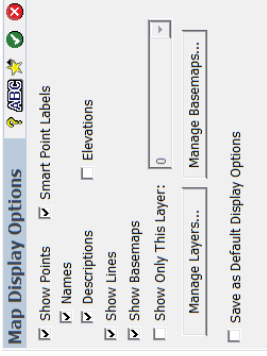 Map Display Options ? ABC
Show Points Smart Point Labels
Names
Descriptions Elevations
Show Lines
Show Basemaps
Show Only This Layer: 0
Manage Layers... Manage Basemaps...
Save as Default Display Options